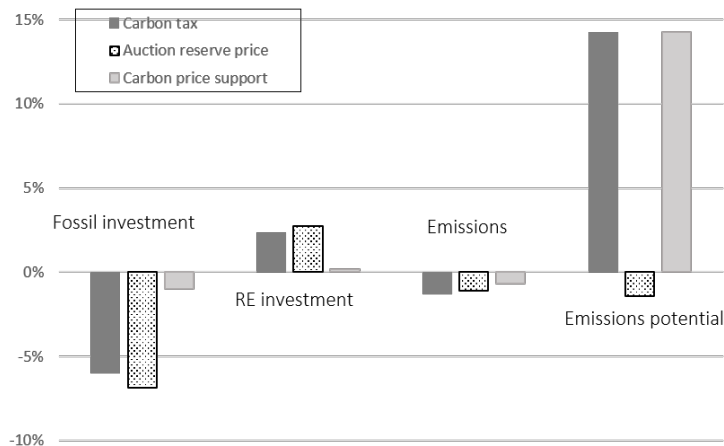 15%
Carbon tax
Auction reserve price
Carbon price support
10%
5%
Fossil investment
Emissions
0%
RE investment
Emissions potential
-5%
-10%